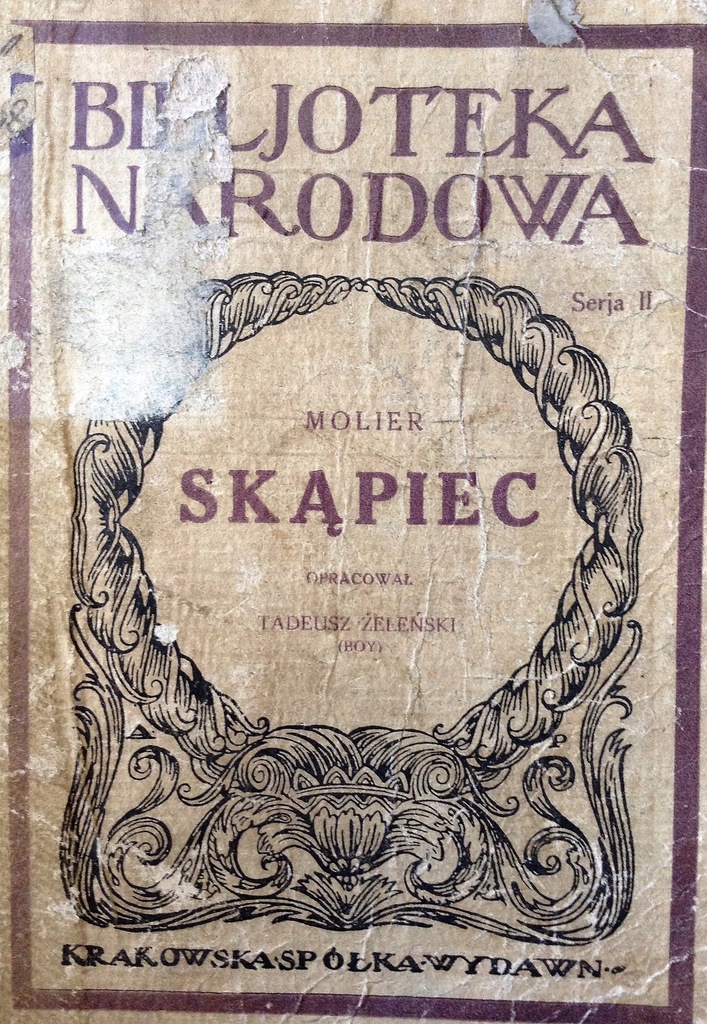 BIBLJOTEKA
NARODOWA
Serja II
MOLIER
SKĄPIEC
OPRACOWAŁ
TADEUSZ ŻELEŃSKI
(BOY)
A P
KRAKOWSKA·SPÓŁKA·WYDAWN·